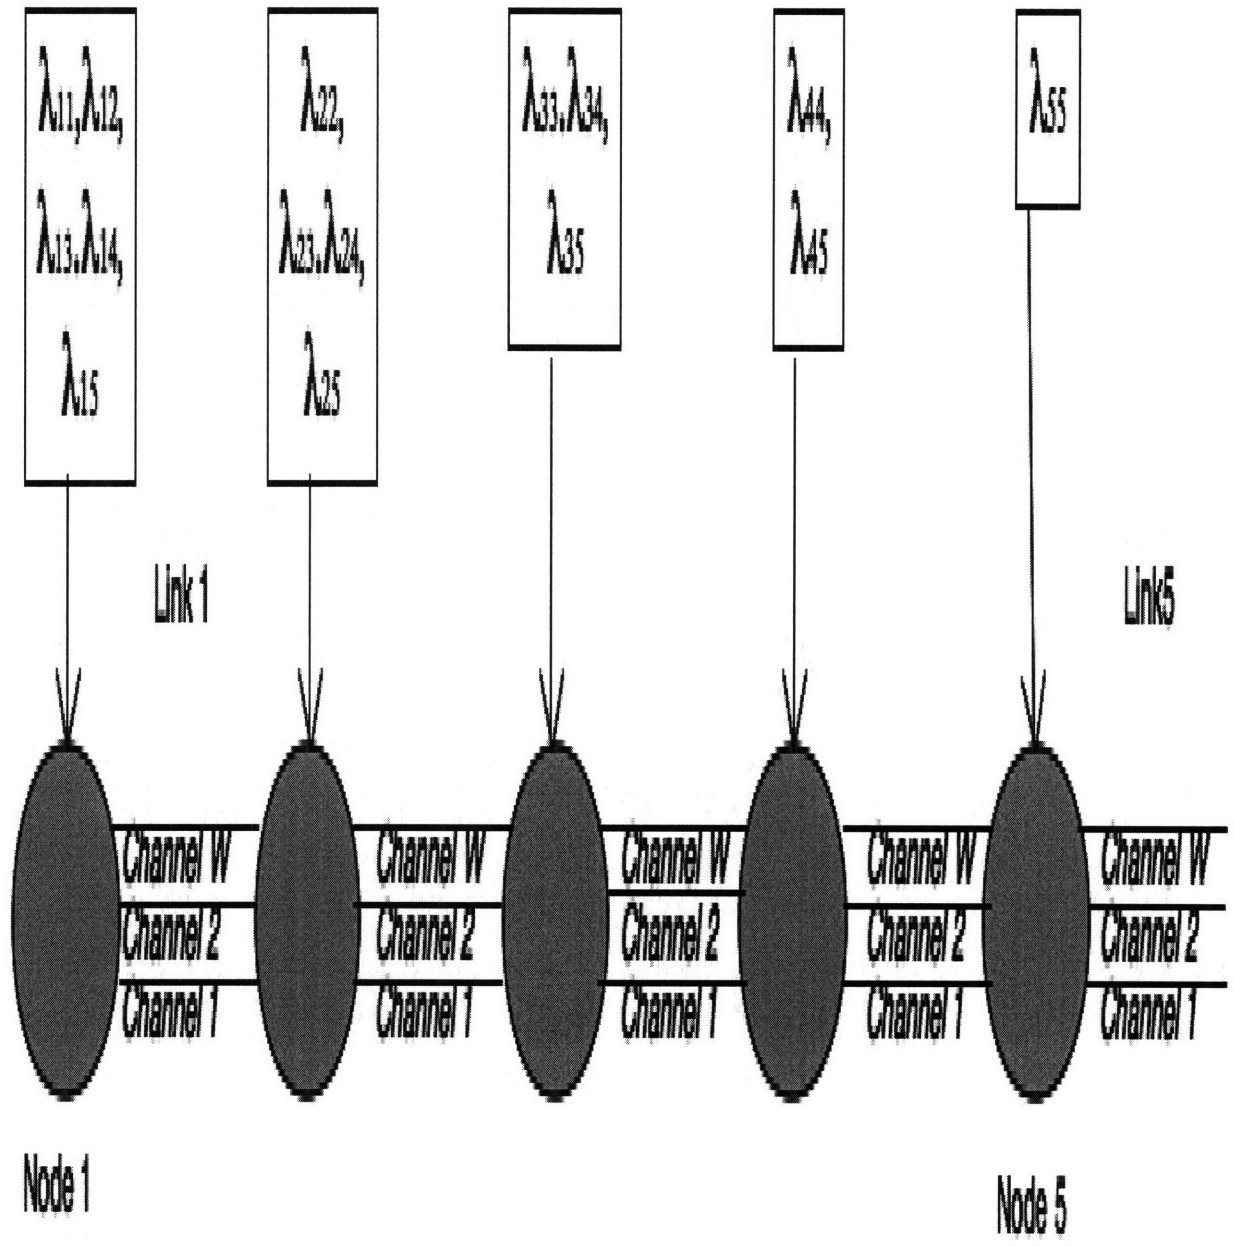 λ11,λ12,
λ13.λ14,
λ15
λ22,
λ23.λ24,
λ25
λ33.λ34,
λ35
λ44,
λ45
λ55
Link 1
Link5
Channel W
Channel 2
Channel 1
Channel W
Channel 2
Channel 1
Channel W
Channel 2
Channel 1
Channel W
Channel 2
Channel 1
Channel W
Channel 2
Channel 1
Node 1
Node 5